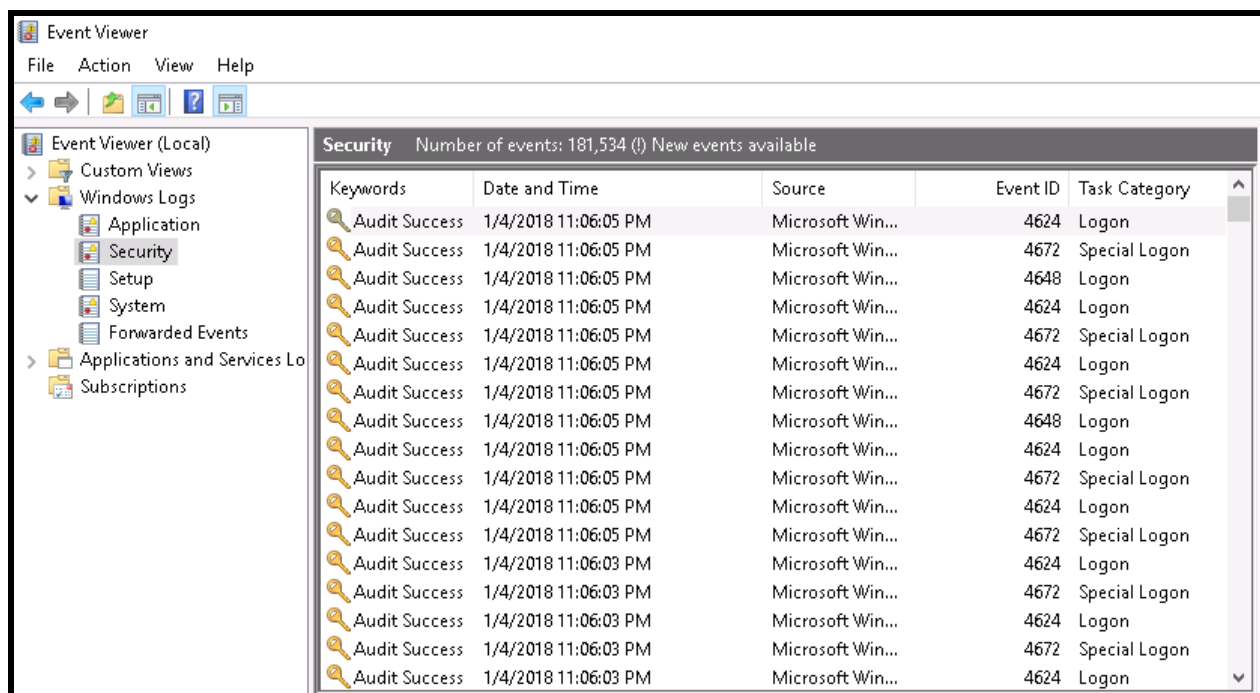 Event Viewer
File Action View Help
Event Viewer (Local)
Custom Views
Windows Logs
Application
Security
Setup
System
Forwarded Events
Applications and Services Lo
Subscriptions
Security Number of events: 181,534 (!) New events available
Keywords Date and Time Source Event ID Task Category
Audit Success 1/4/2018 11:06:05 PM Microsoft Win... 4624 Logon
Audit Success 1/4/2018 11:06:05 PM Microsoft Win... 4672 Special Logon
Audit Success 1/4/2018 11:06:05 PM Microsoft Win... 4648 Logon
Audit Success 1/4/2018 11:06:05 PM Microsoft Win... 4624 Logon
Audit Success 1/4/2018 11:06:05 PM Microsoft Win... 4672 Special Logon
Audit Success 1/4/2018 11:06:05 PM Microsoft Win... 4624 Logon
Audit Success 1/4/2018 11:06:05 PM Microsoft Win... 4672 Special Logon
Audit Success 1/4/2018 11:06:05 PM Microsoft Win... 4648 Logon
Audit Success 1/4/2018 11:06:05 PM Microsoft Win... 4624 Logon
Audit Success 1/4/2018 11:06:05 PM Microsoft Win... 4672 Special Logon
Audit Success 1/4/2018 11:06:05 PM Microsoft Win... 4624 Logon
Audit Success 1/4/2018 11:06:05 PM Microsoft Win... 4672 Special Logon
Audit Success 1/4/2018 11:06:03 PM Microsoft Win... 4624 Logon
Audit Success 1/4/2018 11:06:03 PM Microsoft Win... 4672 Special Logon
Audit Success 1/4/2018 11:06:03 PM Microsoft Win... 4624 Logon
Audit Success 1/4/2018 11:06:03 PM Microsoft Win... 4672 Special Logon
Audit Success 1/4/2018 11:06:03 PM Microsoft Win... 4624 Logon